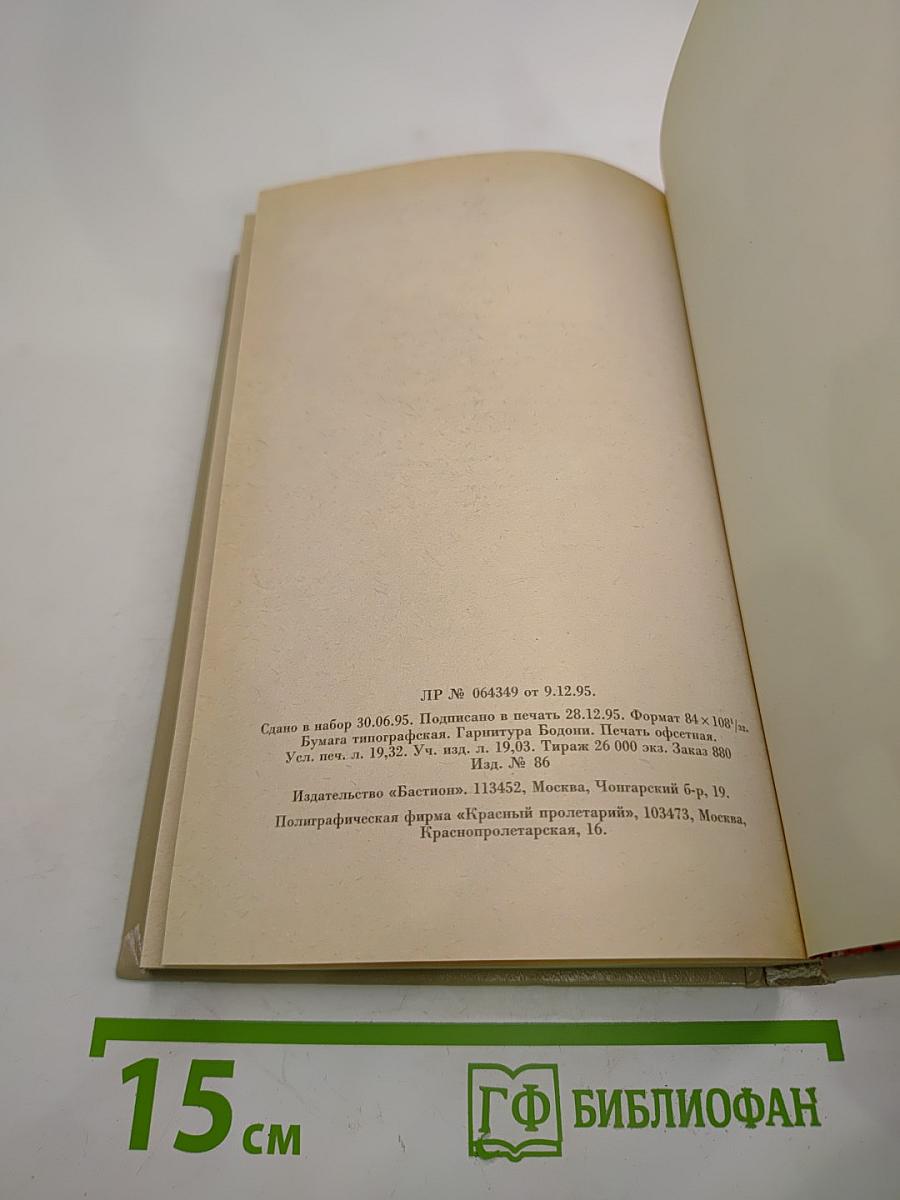 ЛР № 064349 от 9.12.95.
Сдано в набор 30.06.95. Подписано в печать 28.12.95. Формат 84×108¹/₃₂.
Бумага типографская. Гарнитура Бодони. Печать офсетная.
Усл. печ. л. 19,32. Уч. изд. л. 19,03. Тираж 26 000 экз. Заказ 880
Изд. № 86
Издательство «Бастион». 113452, Москва, Чонгарский б-р, 19.
Полиграфическая фирма «Красный пролетарий», 103473, Москва,
Краснопролетарская, 16.
15 см
ГФ БИБЛИОФАН